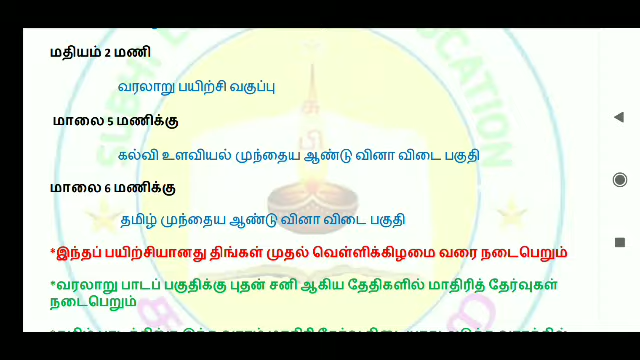 மதியம் 2 மணி
வரலாறு பயிற்சி வகுப்பு
மாலை 5 மணிக்கு
கல்வி உளவியல் முந்தைய ஆண்டு வினா விடை பகுதி
மாலை 6 மணிக்கு
தமிழ் முந்தைய ஆண்டு வினா விடை பகுதி
*இந்தப் பயிற்சியானது திங்கள் முதல் வெள்ளிக்கிழமை வரை நடைபெறும்
*வரலாறு பாடப் பகுதிக்கு புதன் சனி ஆகிய தேதிகளில் மாதிரித் தேர்வுகள்
நடைபெறும்